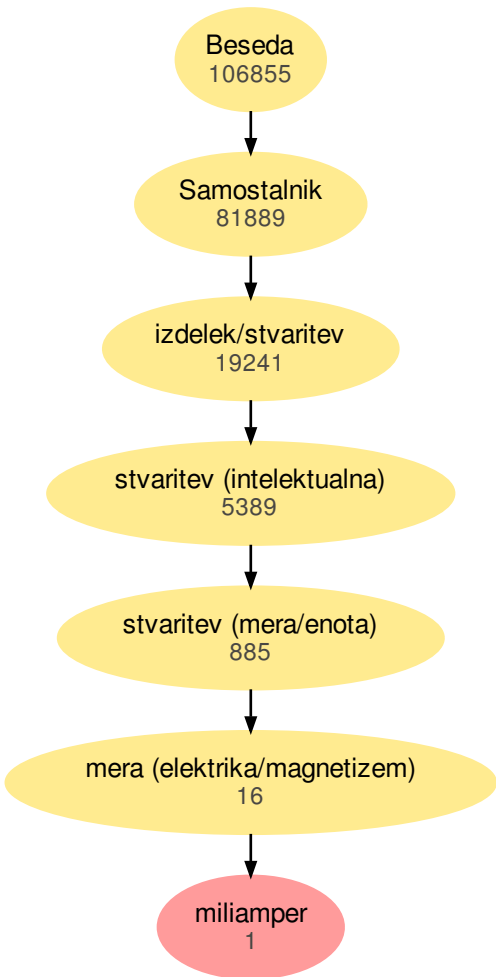 Beseda
106855
Samostalnik
81889
izdelek/stvaritev
19241
stvaritev (intelektualna)
5389
stvaritev (mera/enota)
885
mera (elektrika/magnetizem)
16
miliamper
1